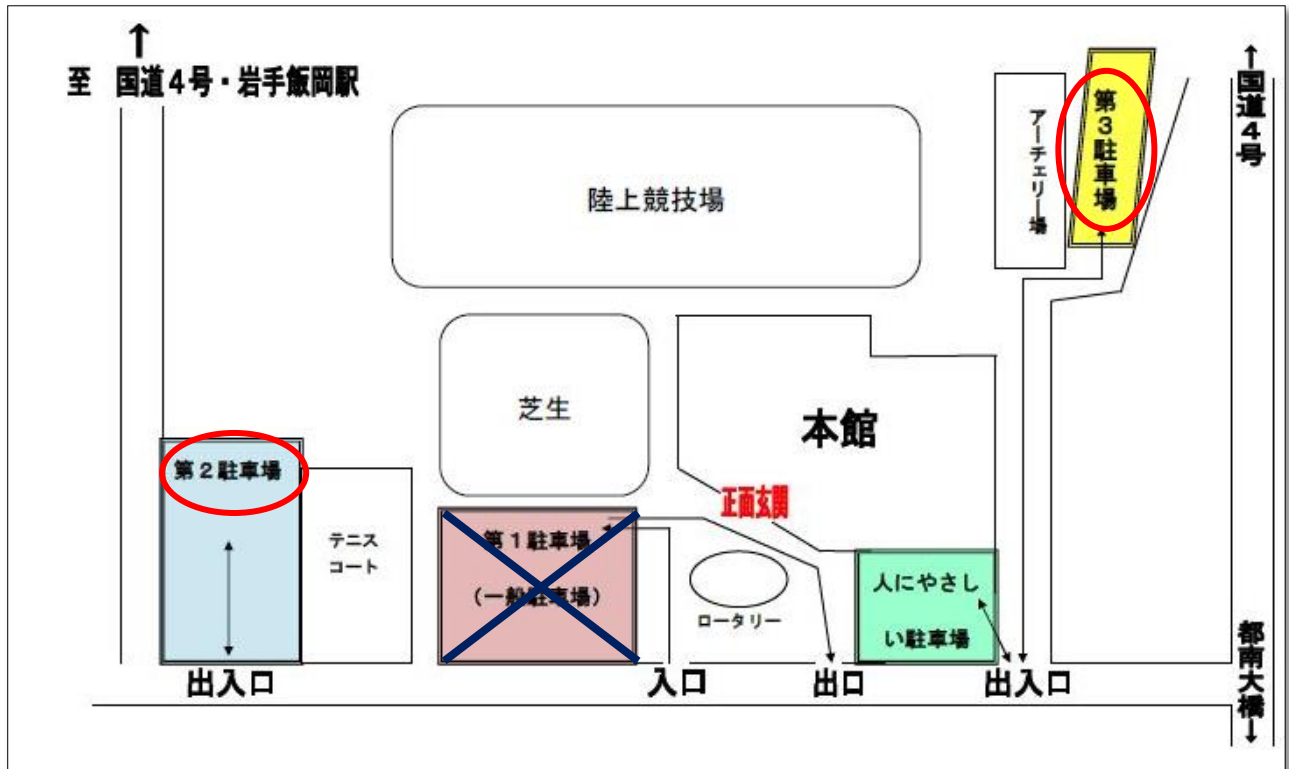 ↑
至 国道4号・岩手飯岡駅
↑国道4号
第3駐車場
アーチェリー場
陸上競技場
芝生
本館
第2駐車場
テニス
コート
正面玄関
第1駐車場
(一般駐車場)
ロータリー
人にやさし
い駐車場
都南大橋↓
出入口
入口
出口
出入口